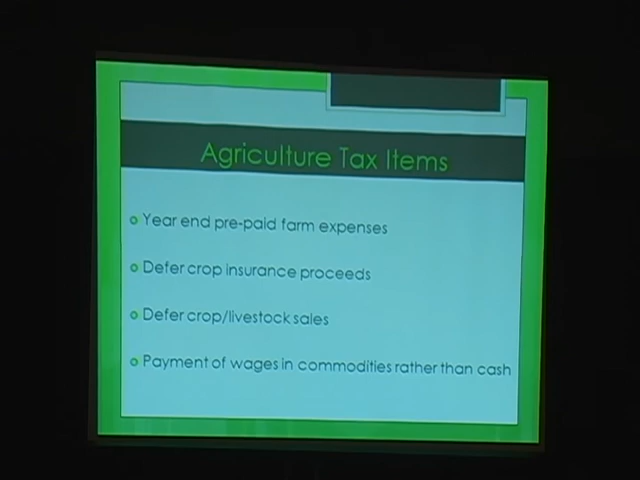 Agriculture Tax Items
Year end pre-paid farm expenses
Defer crop insurance proceeds
Defer crop/livestock sales
Payment of wages in commodities rather than cash